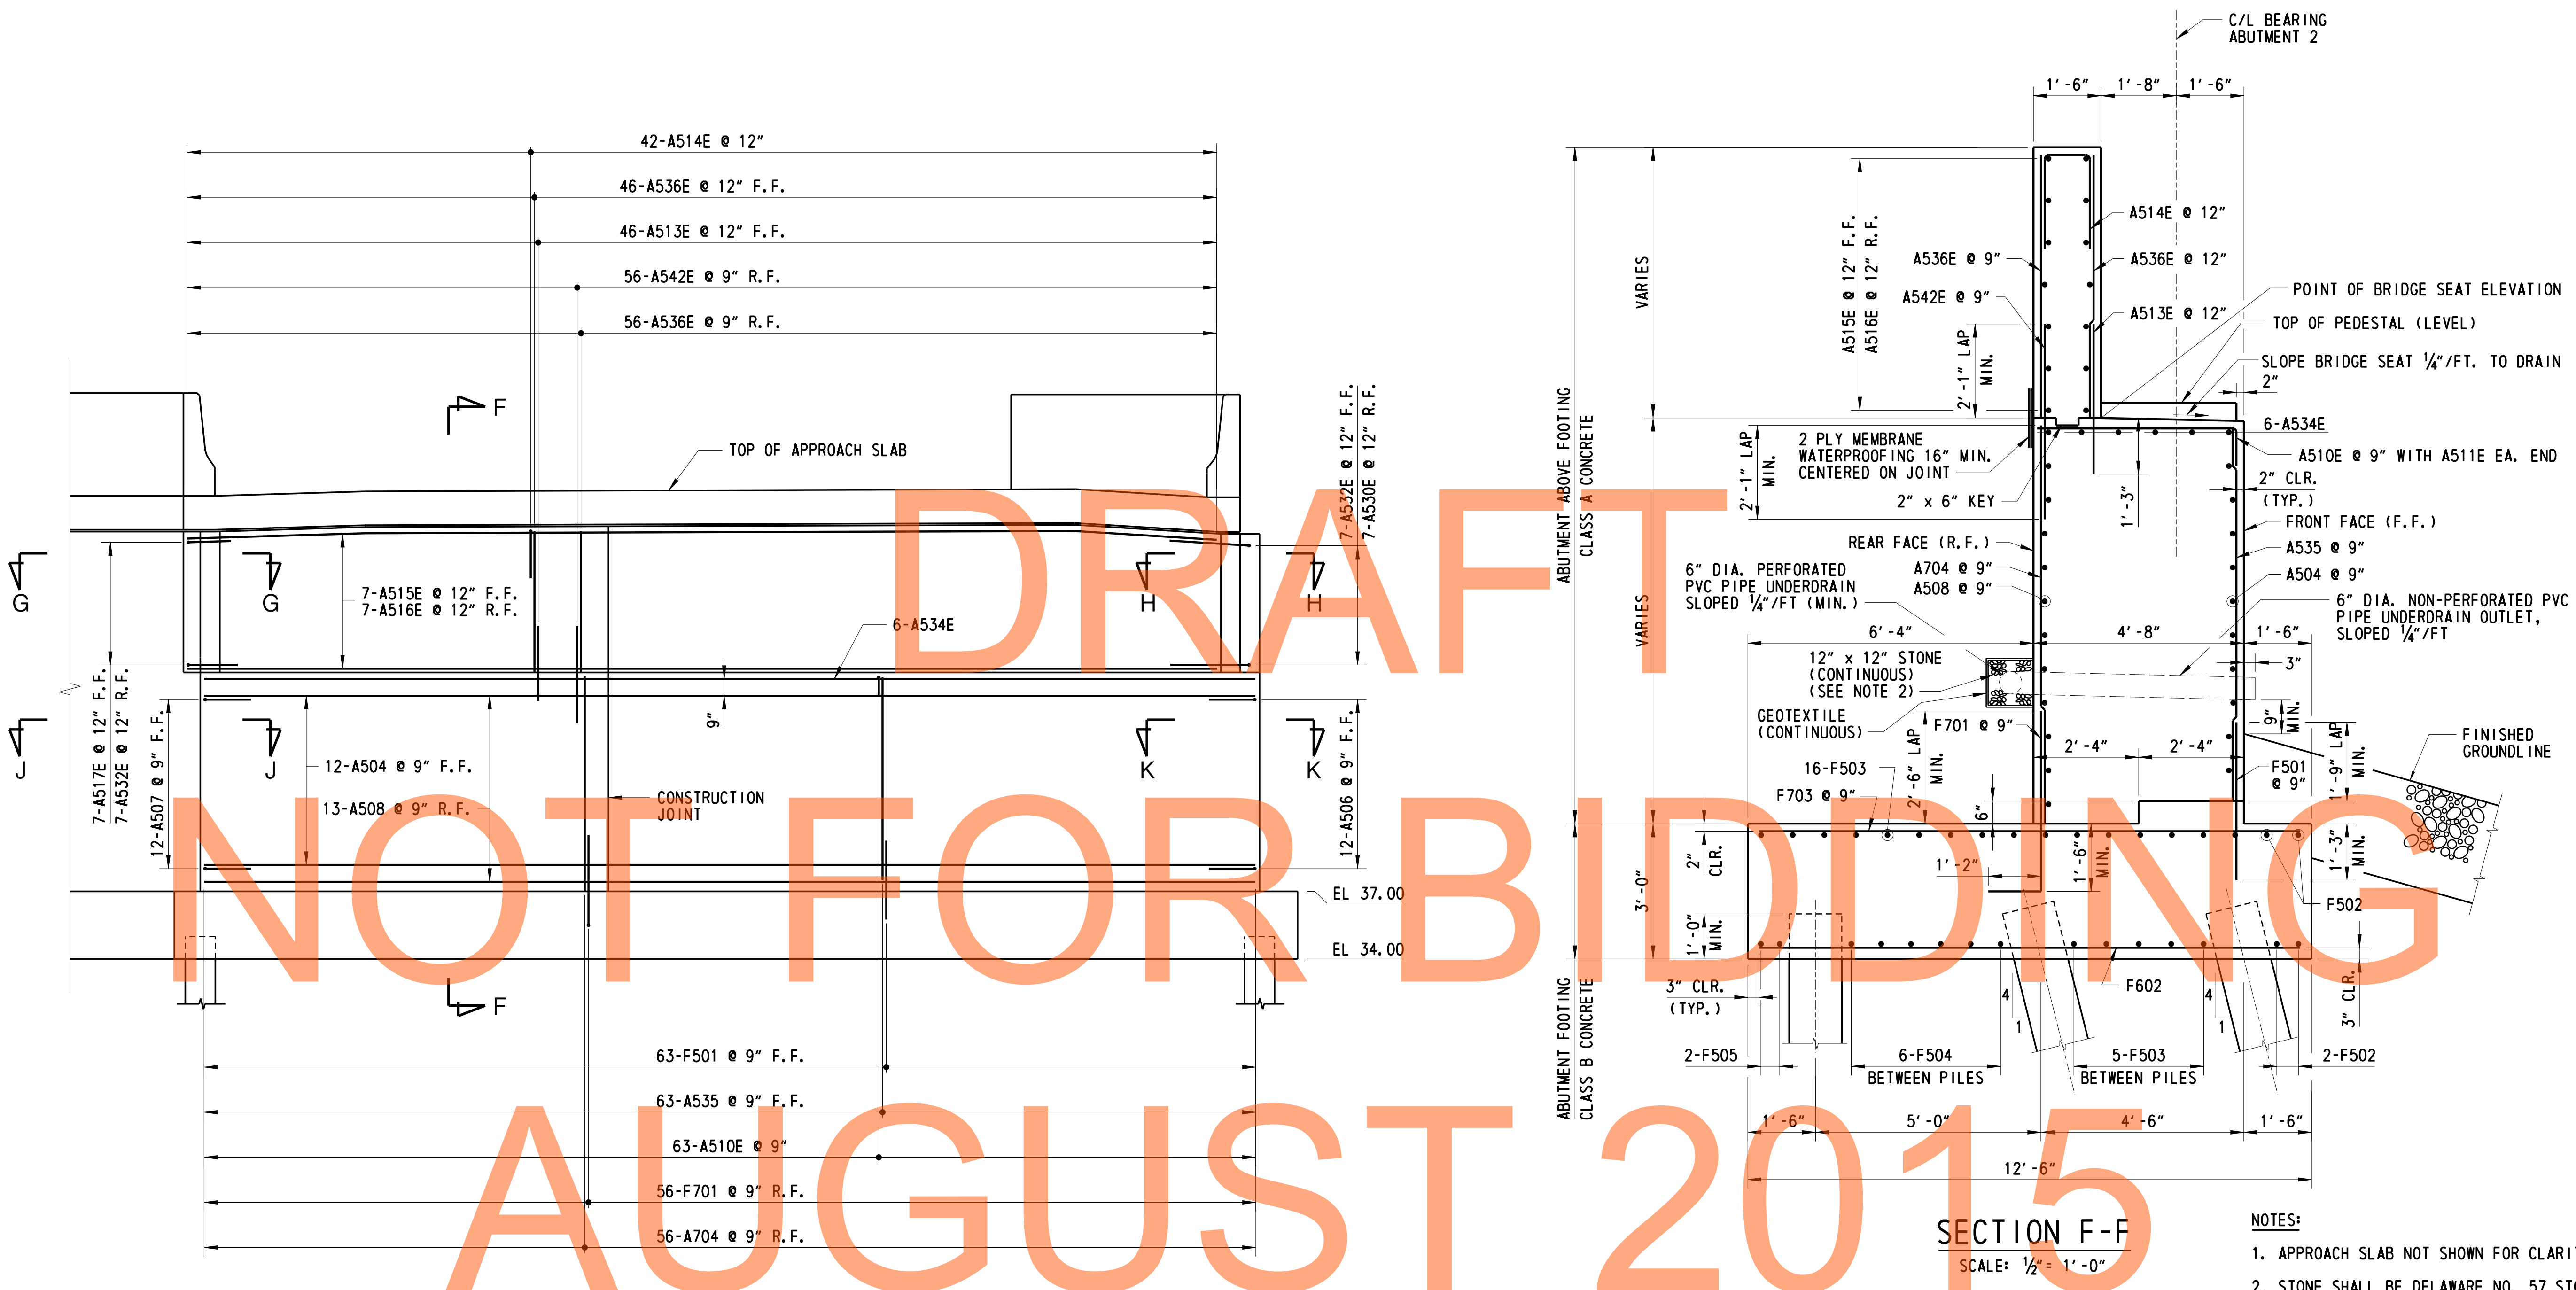 42-A514E @ 12"
46-A536E @ 12" F.F.
46-A513E @ 12" F.F.
56-A542E @ 9" R.F.
56-A536E @ 9" R.F.
F
TOP OF APPROACH SLAB
7-A532E @ 12" F.F.
7-A530E @ 12" R.F.
G
G
H
H
7-A515E @ 12" F.F.
7-A516E @ 12" R.F.
6-A534E
7-A517E @ 12" F.F.
7-A532E @ 12" R.F.
12-A507 @ 9" F.F.
9"
J
J
K
K
12-A504 @ 9" F.F.
13-A508 @ 9" R.F.
CONSTRUCTION
JOINT
12-A506 @ 9" F.F.
EL 37.00
EL 34.00
F
63-F501 @ 9" F.F.
63-A535 @ 9" F.F.
63-A510E @ 9"
56-F701 @ 9" R.F.
56-A704 @ 9" R.F.
C/L BEARING
ABUTMENT 2
1'-6"
1'-8"
1'-6"
VARIES
A515E @ 12" F.F.
A516E @ 12" R.F.
A514E @ 12"
A536E @ 9"
A536E @ 12"
A542E @ 9"
A513E @ 12"
2'-1" LAP
MIN.
POINT OF BRIDGE SEAT ELEVATION
TOP OF PEDESTAL (LEVEL)
SLOPE BRIDGE SEAT ¼"/FT. TO DRAIN
2"
6-A534E
A510E @ 9" WITH A511E EA. END
2" CLR.
(TYP.)
FRONT FACE (F.F.)
A535 @ 9"
A504 @ 9"
6" DIA. NON-PERFORATED PVC
PIPE UNDERDRAIN OUTLET,
SLOPED ¼"/FT
ABUTMENT ABOVE FOOTING
CLASS A CONCRETE
VARIES
2'-1" LAP
MIN.
2 PLY MEMBRANE
WATERPROOFING 16" MIN.
CENTERED ON JOINT
2" x 6" KEY
1'-3"
REAR FACE (R.F.)
A704 @ 9"
A508 @ 9"
6" DIA. PERFORATED
PVC PIPE UNDERDRAIN
SLOPED ¼"/FT (MIN.)
6'-4"
4'-8"
1'-6"
12" x 12" STONE
(CONTINUOUS)
(SEE NOTE 2)
3"
GEOTEXTILE
(CONTINUOUS)
F701 @ 9"
2'-6" LAP
MIN.
2'-4"
2'-4"
9"
MIN.
1'-9" LAP
MIN.
F501
@ 9"
FINISHED
GROUNDLINE
16-F503
F703 @ 9"
6"
2"
CLR.
3'-0"
1'-2"
1'-6"
MIN.
1'-3"
MIN.
F502
1'-0"
MIN.
3" CLR.
(TYP.)
F602
3" CLR.
4
1
4
1
ABUTMENT FOOTING
CLASS B CONCRETE
2-F505
6-F504
BETWEEN PILES
5-F503
BETWEEN PILES
2-F502
1'-6"
5'-0"
4'-6"
1'-6"
12'-6"
SECTION F-F
SCALE: ½"= 1'-0"
NOTES:
1. APPROACH SLAB NOT SHOWN FOR
2. STONE SHALL BE DELAWARE NO. 57
DRAFT
NOT FOR BIDDING
AUGUST 2015